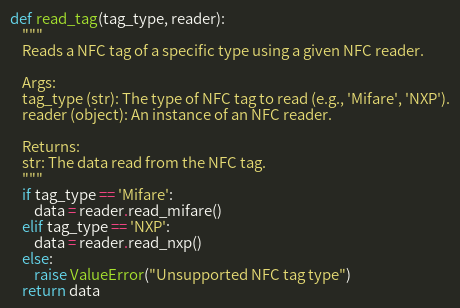 def read_tag(tag_type, reader):
    """
    Reads a NFC tag of a specific type using a given NFC reader.

    Args:
    tag_type (str): The type of NFC tag to read (e.g., 'Mifare', 'NXP').
    reader (object): An instance of an NFC reader.

    Returns:
    str: The data read from the NFC tag.
    """
    if tag_type == 'Mifare':
        data = reader.read_mifare()
    elif tag_type == 'NXP':
        data = reader.read_nxp()
    else:
        raise ValueError("Unsupported NFC tag type")
    return data